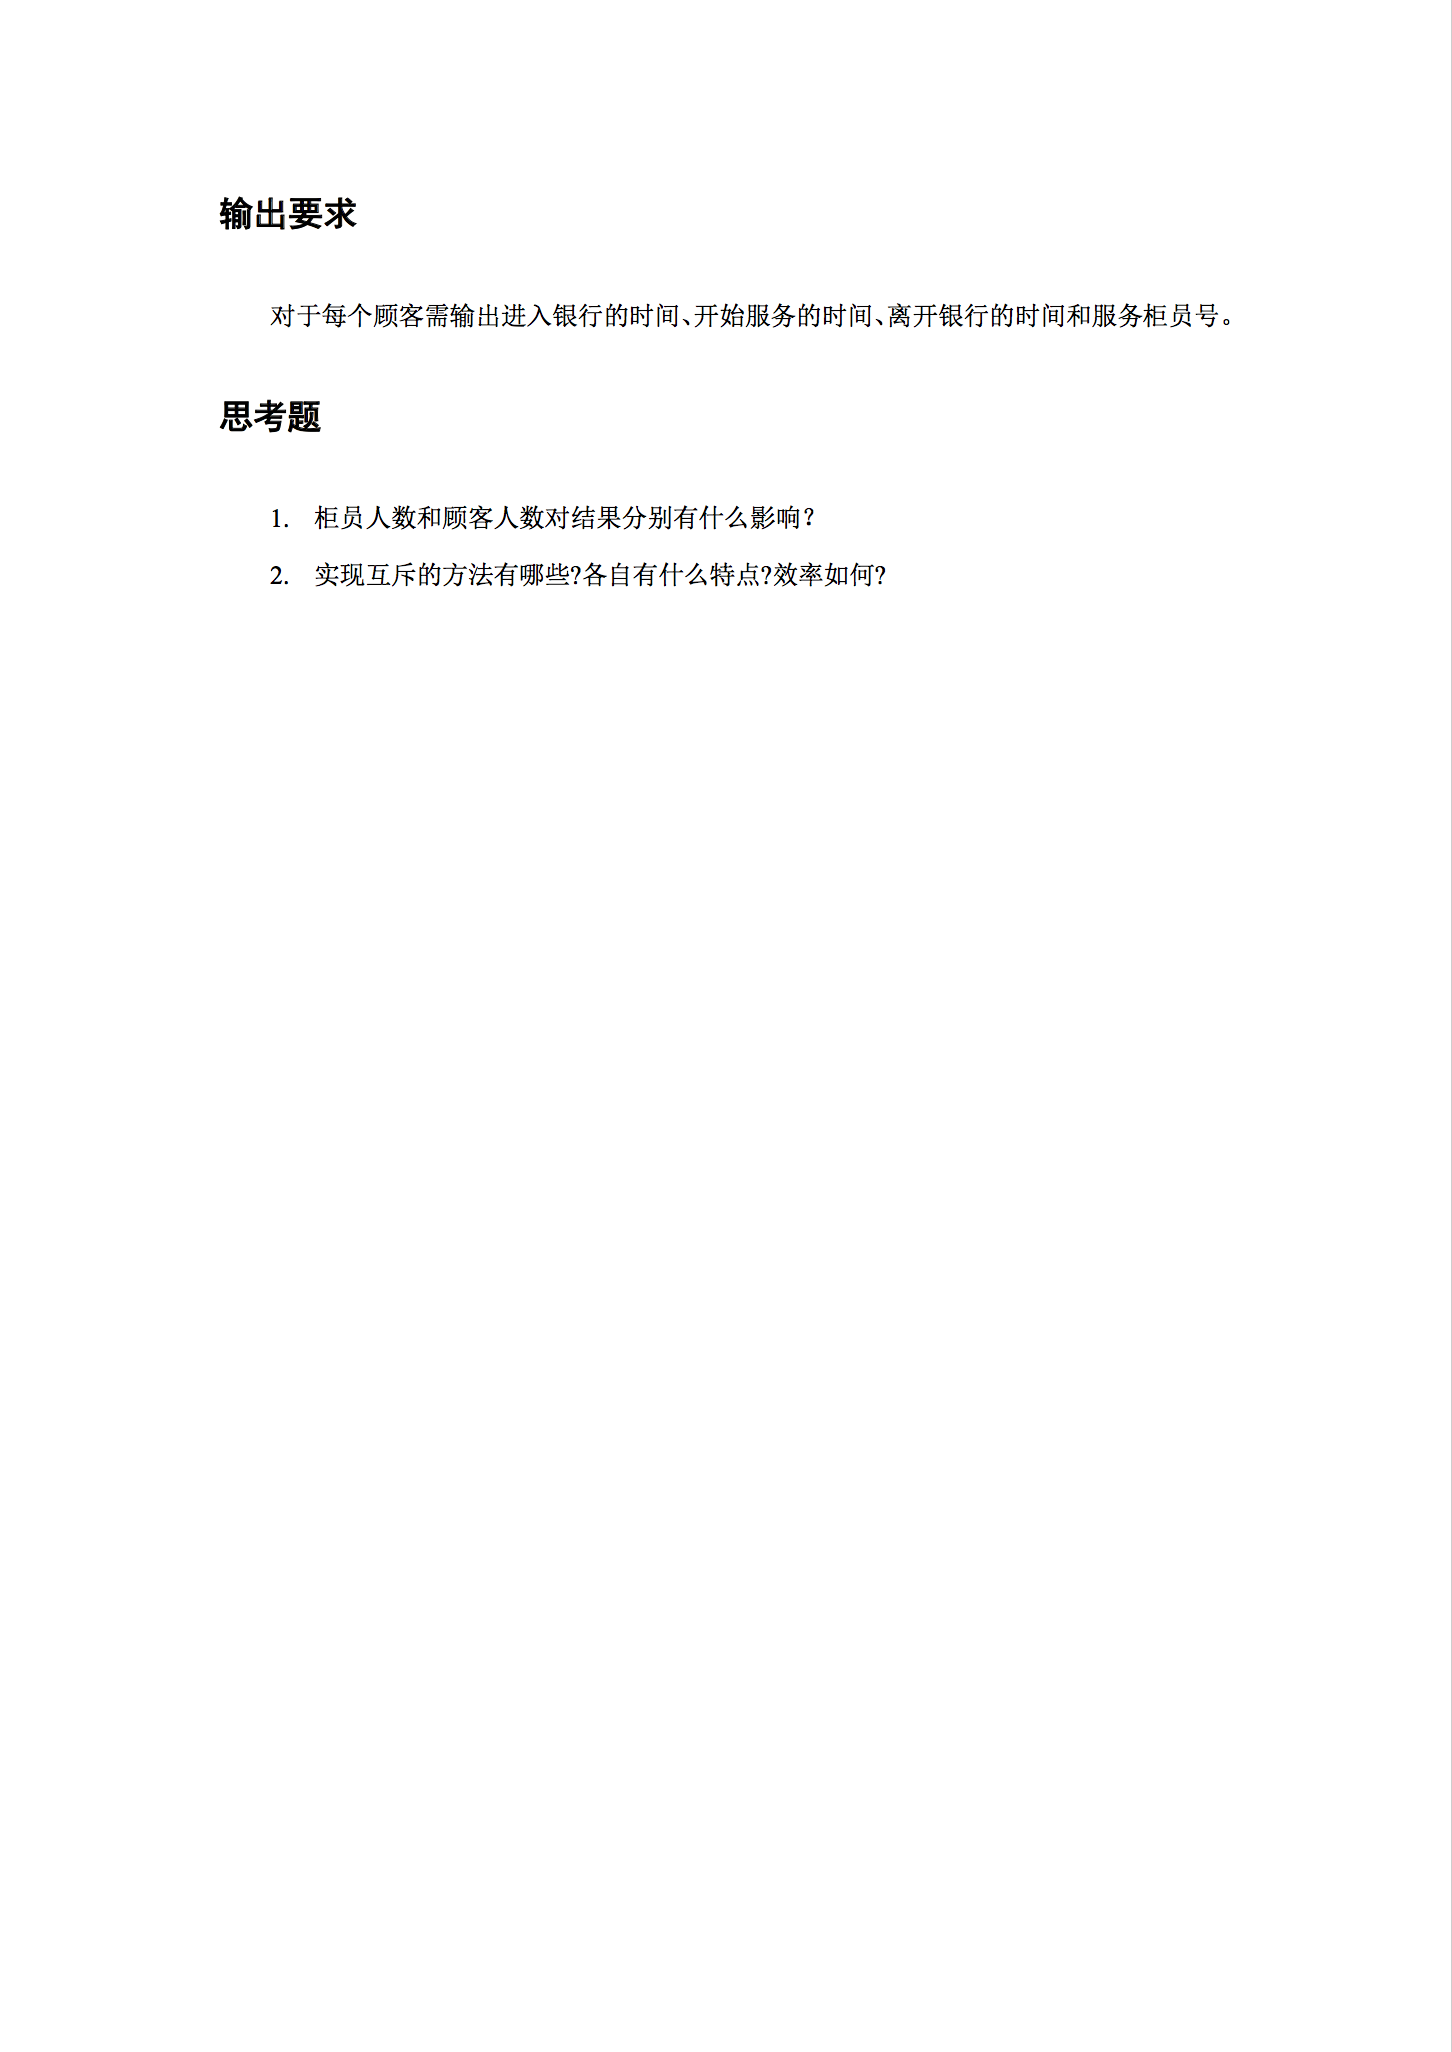 输出要求
对于每个顾客需输出进入银行的时间、开始服务的时间、离开银行的时间和服务柜员号。
思考题
1. 柜员人数和顾客人数对结果分别有什么影响？
2. 实现互斥的方法有哪些?各自有什么特点?效率如何?